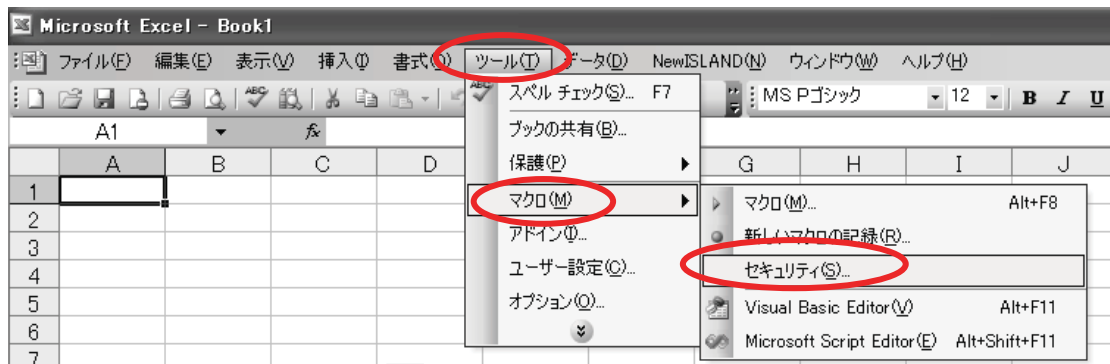 Microsoft Excel - Book1
ファイル(F) 編集(E) 表示(V) 挿入(I) 書式(O) ツール(T) データ(D) NewISLAND(N) ウィンドウ(W) ヘルプ(H)
スペル チェック(S)... F7
MS Pゴシック 12 B I U
A1 fx
ブックの共有(B)...
保護(P)
A B C D G H I J
マクロ(M)
アドイン(I)...
ユーザー設定(C)...
オプション(O)...
マクロ(M)... Alt+F8
新しいマクロの記録(R)...
セキュリティ(S)...
Visual Basic Editor(V) Alt+F11
Microsoft Script Editor(E) Alt+Shift+F11
1
2
3
4
5
6
7